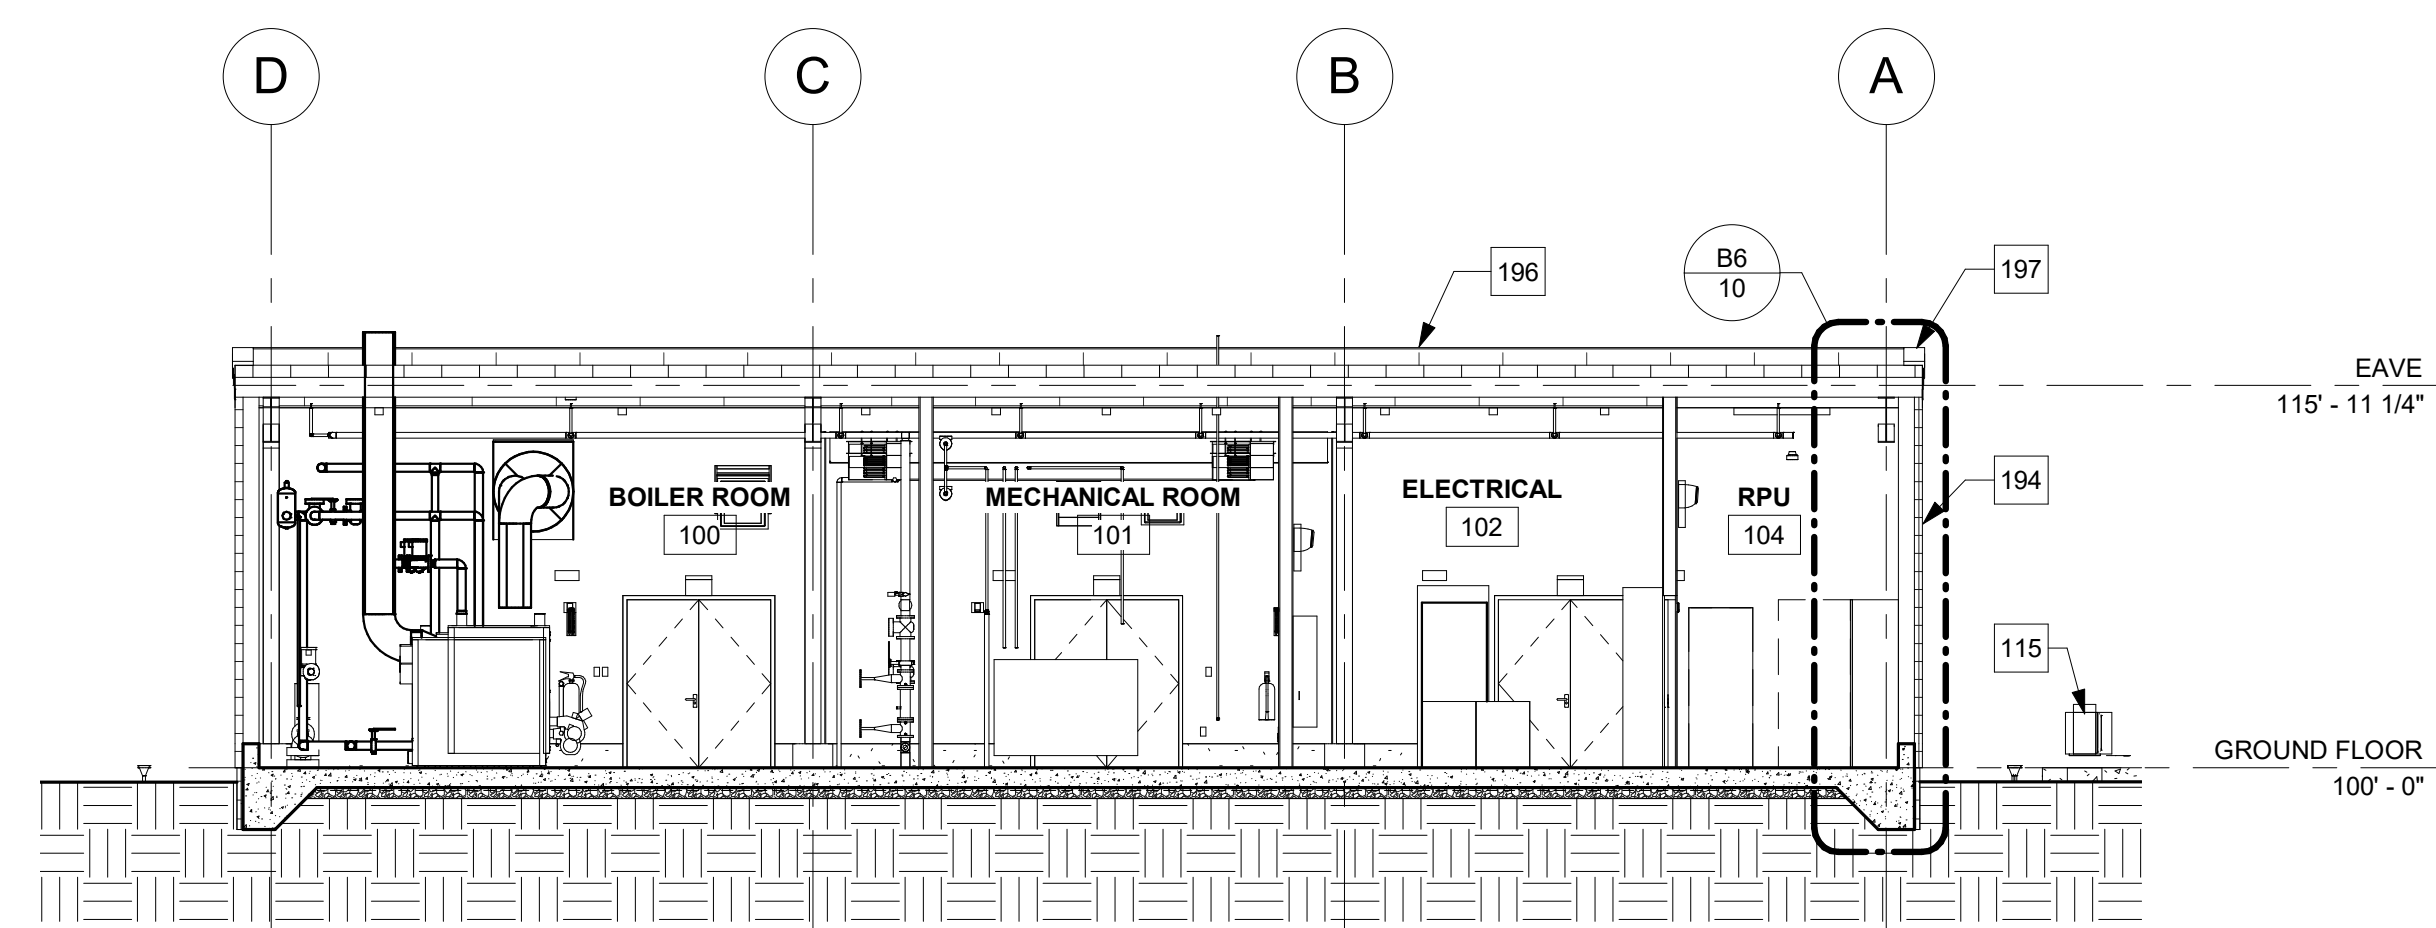 D
C
B
A
196
B6
10
197
EAVE
115' - 11 1/4"
194
BOILER ROOM
100
MECHANICAL ROOM
101
ELECTRICAL
102
RPU
104
115
GROUND FLOOR
100' - 0"